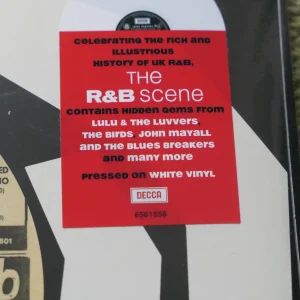 CELEBRATING THE RICH AND
ILLUSTRIOUS
HISTORY OF UK R&B,
THE
R&B SCENE
CONTAINS HIDDEN GEMS FROM
LULU & THE LUVVERS,
THE BIRDS, JOHN MAYALL
AND THE BLUES BREAKERS
AND MANY MORE
PRESSED ON WHITE VINYL
DECCA
6561556